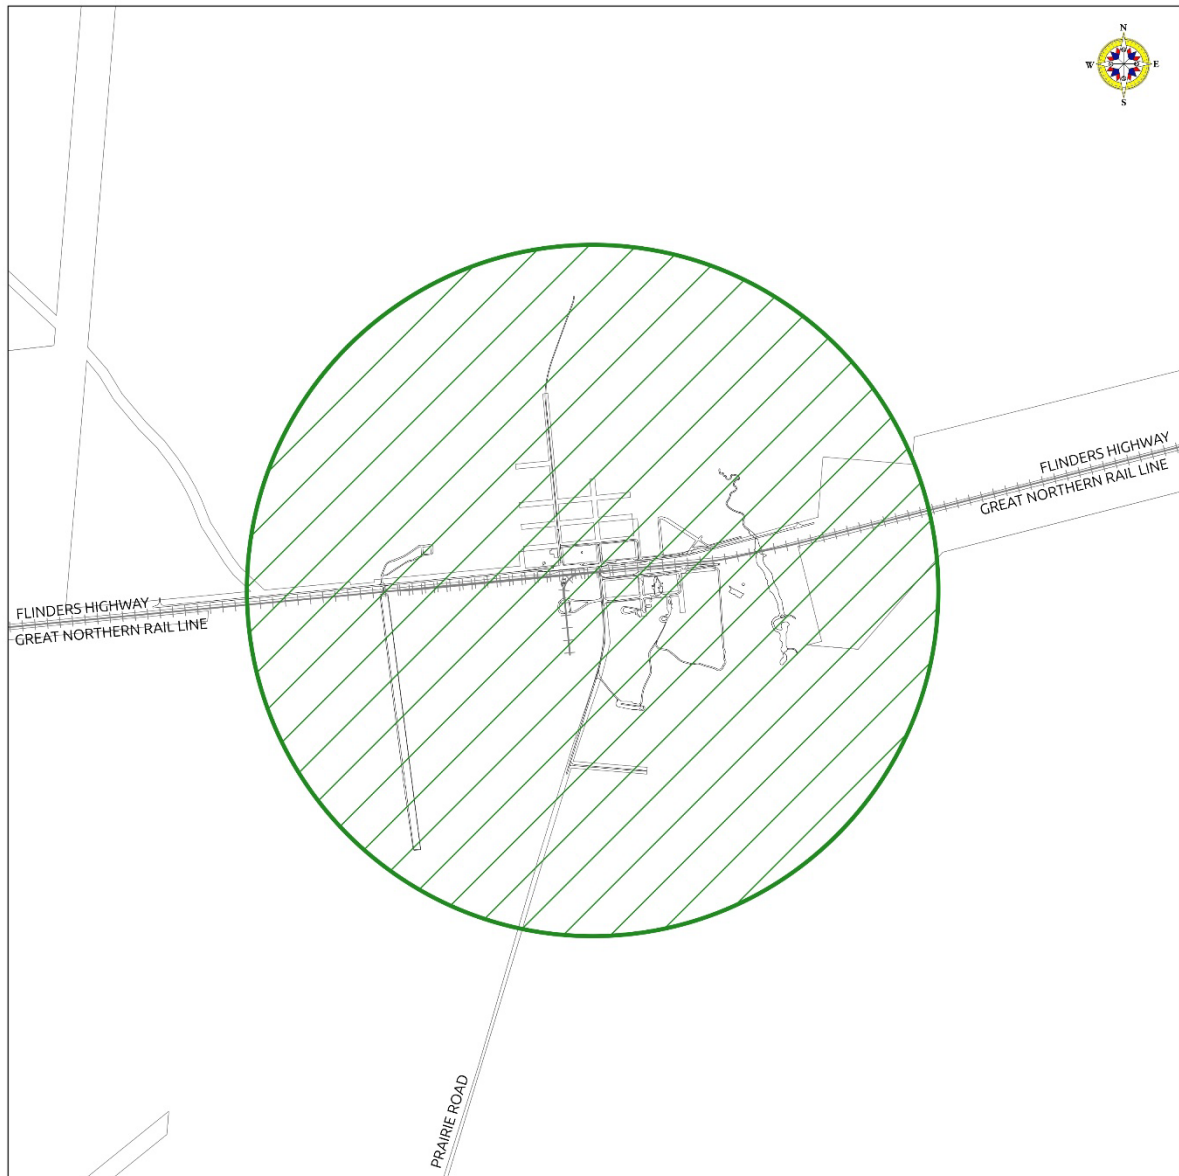 N
W E
S
FLINDERS HIGHWAY
GREAT NORTHERN RAIL LINE
FLINDERS HIGHWAY
GREAT NORTHERN RAIL LINE
PRAIRIE ROAD